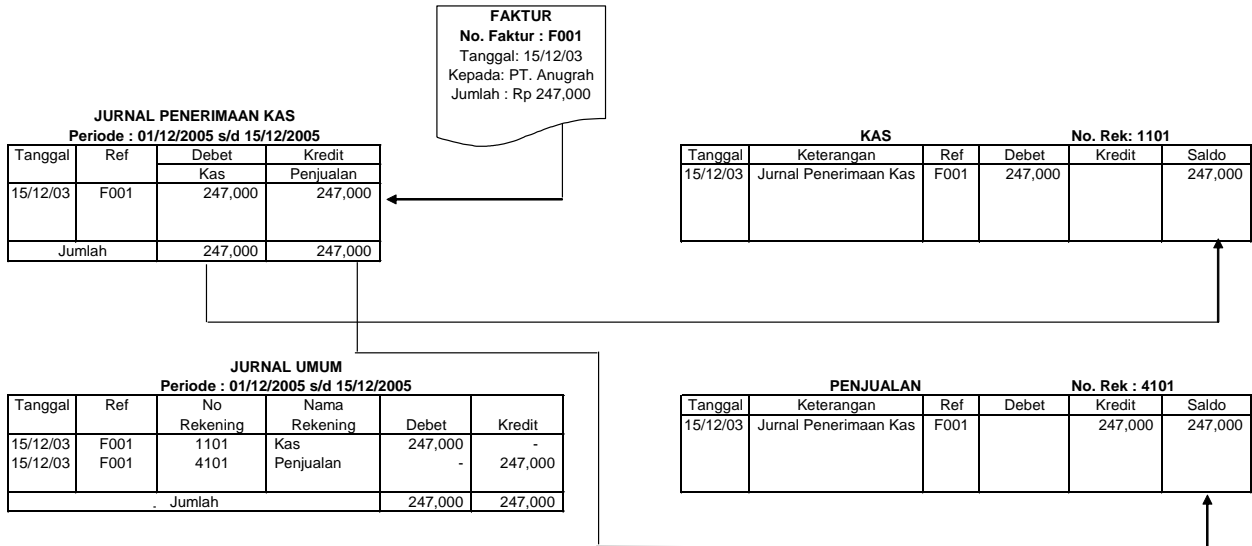 FAKTUR
No. Faktur : F001
Tanggal: 15/12/03
Kepada: PT. Anugrah
Jumlah : Rp 247,000
JURNAL PENERIMAAN KAS
Periode : 01/12/2005 s/d 15/12/2005
Tanggal Ref Debet Kredit
Kas Penjualan
15/12/03 F001 247,000 247,000
Jumlah 247,000 247,000
KAS No. Rek: 1101
Tanggal Keterangan Ref Debet Kredit Saldo
15/12/03 Jurnal Penerimaan Kas F001 247,000 247,000
JURNAL UMUM
Periode : 01/12/2005 s/d 15/12/2005
Tanggal Ref No Nama
Rekening Rekening Debet Kredit
15/12/03 F001 1101 Kas 247,000 -
15/12/03 F001 4101 Penjualan - 247,000
. Jumlah 247,000 247,000
PENJUALAN No. Rek : 4101
Tanggal Keterangan Ref Debet Kredit Saldo
15/12/03 Jurnal Penerimaan Kas F001 247,000 247,000